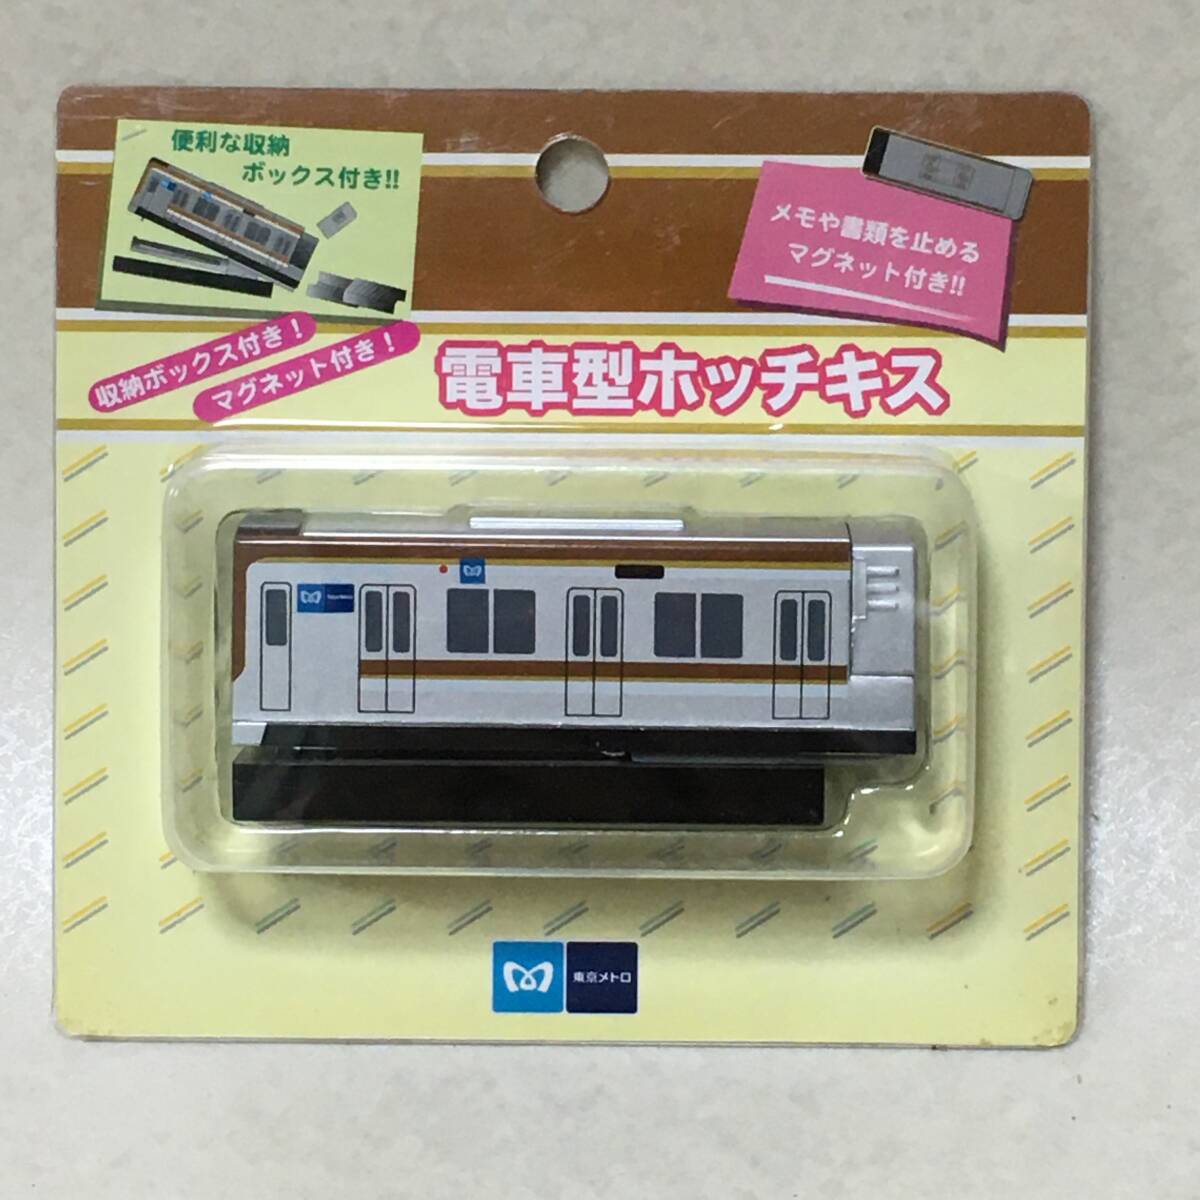 便利な収納
ボックス付き!!
メモや書類を止める
マグネット付き!!
収納ボックス付き！
マグネット付き！
電車型ホッチキス
東京メトロ